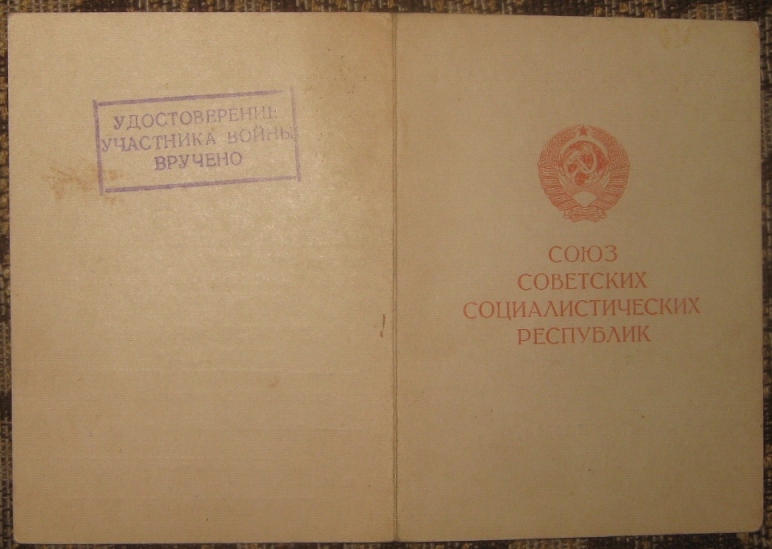 УДОСТОВЕРЕНИЕ
УЧАСТНИКА ВОЙНЫ
ВРУЧЕНО
СОЮЗ
СОВЕТСКИХ
СОЦИАЛИСТИЧЕСКИХ
РЕСПУБЛИК